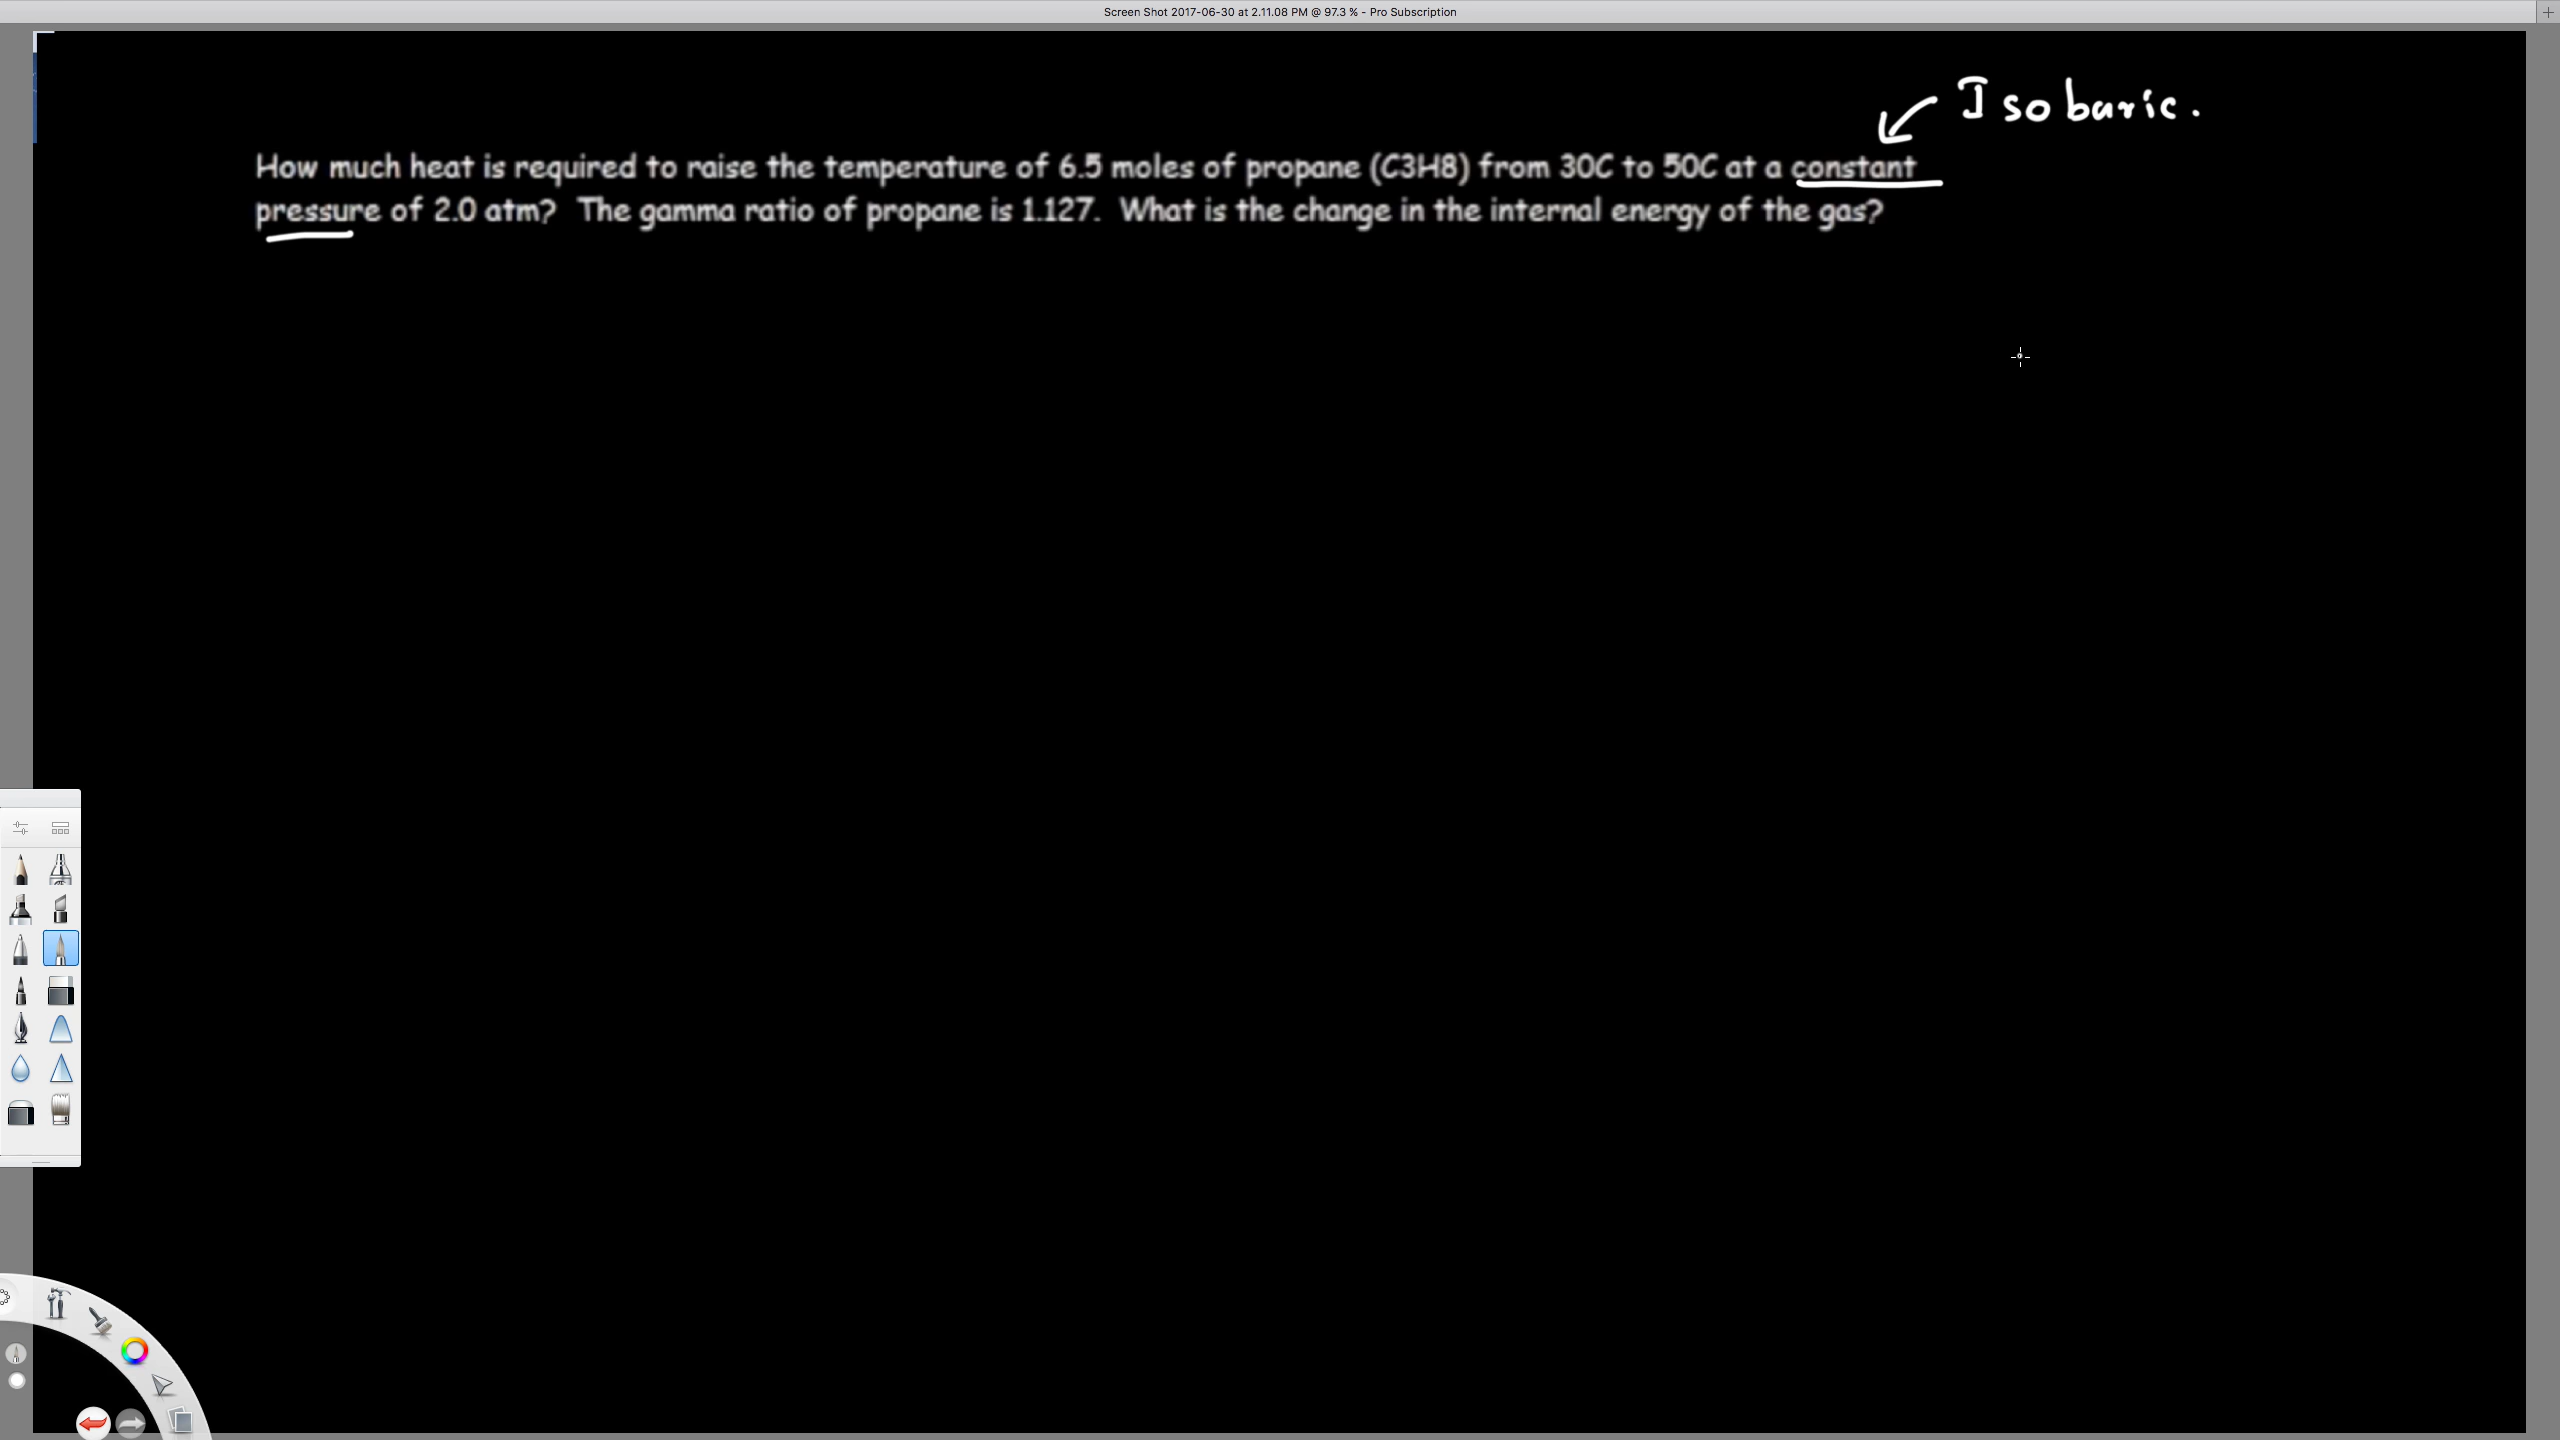 Screen Shot 2017-06-30 at 2.11.08 PM @ 97.3 % - Pro Subscription
Isobaric.
How much heat is required to raise the temperature of 6.5 moles of propane (C3H8) from 30C to 50C at a constant
pressure of 2.0 atm? The gamma ratio of propane is 1.127. What is the change in the internal energy of the gas?